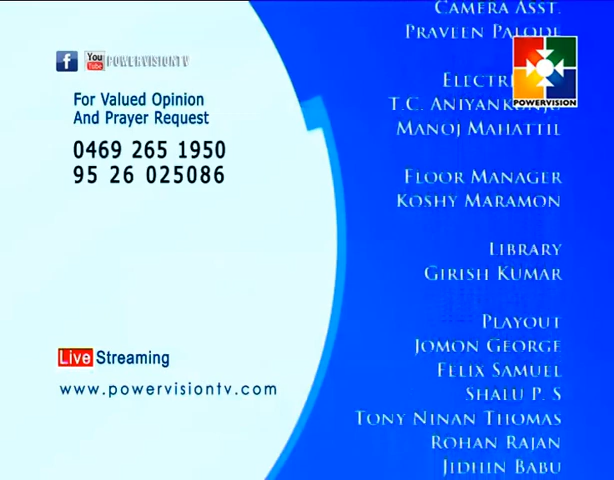 You
Tube
POWERVISIONTV
For Valued Opinion
And Prayer Request
0469 265 1950
95 26 025086
Live Streaming
www.powervisiontv.com
CAMERA ASST.
PRAVEEN PALODE
POWERVISION
T.C.
MANOJ MAHATTIL
FLOOR MANAGER
KOSHY MARAMON
LIBRARY
GIRISH KUMAR
PLAYOUT
JOMON GEORGE
FELIX SAMUEL
SHALU P. S
TONY NINAN THOMAS
ROHAN RAJAN
JIDHIN BABU